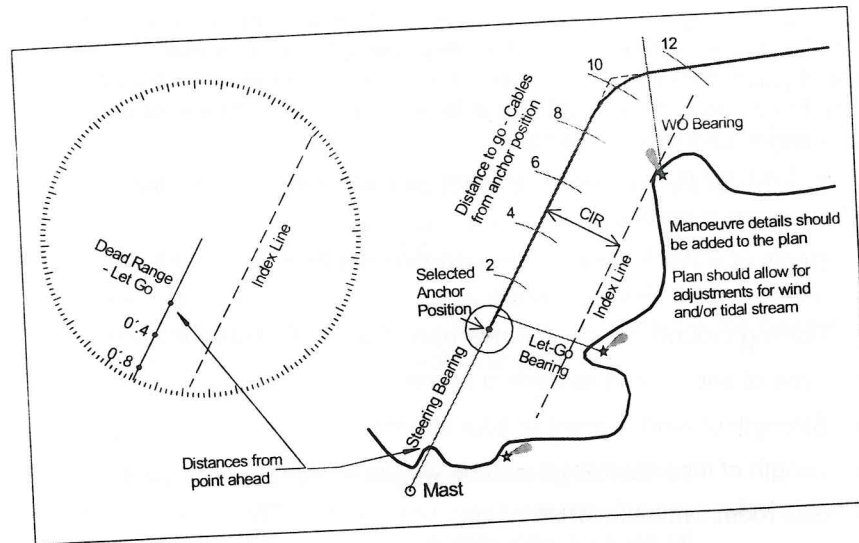 Dead Range
- Let Go
0´.4
0´.8
Index Line
Distance to go - Cables
from anchor position
12
10
8
6
4
2
WO Bearing
CIR
Index Line
Manoeuvre details should
be added to the plan
Plan should allow for
adjustments for wind
and/or tidal stream
Selected
Anchor
Position
Let-Go
Bearing
Steering Bearing
Distances from
point ahead
Mast